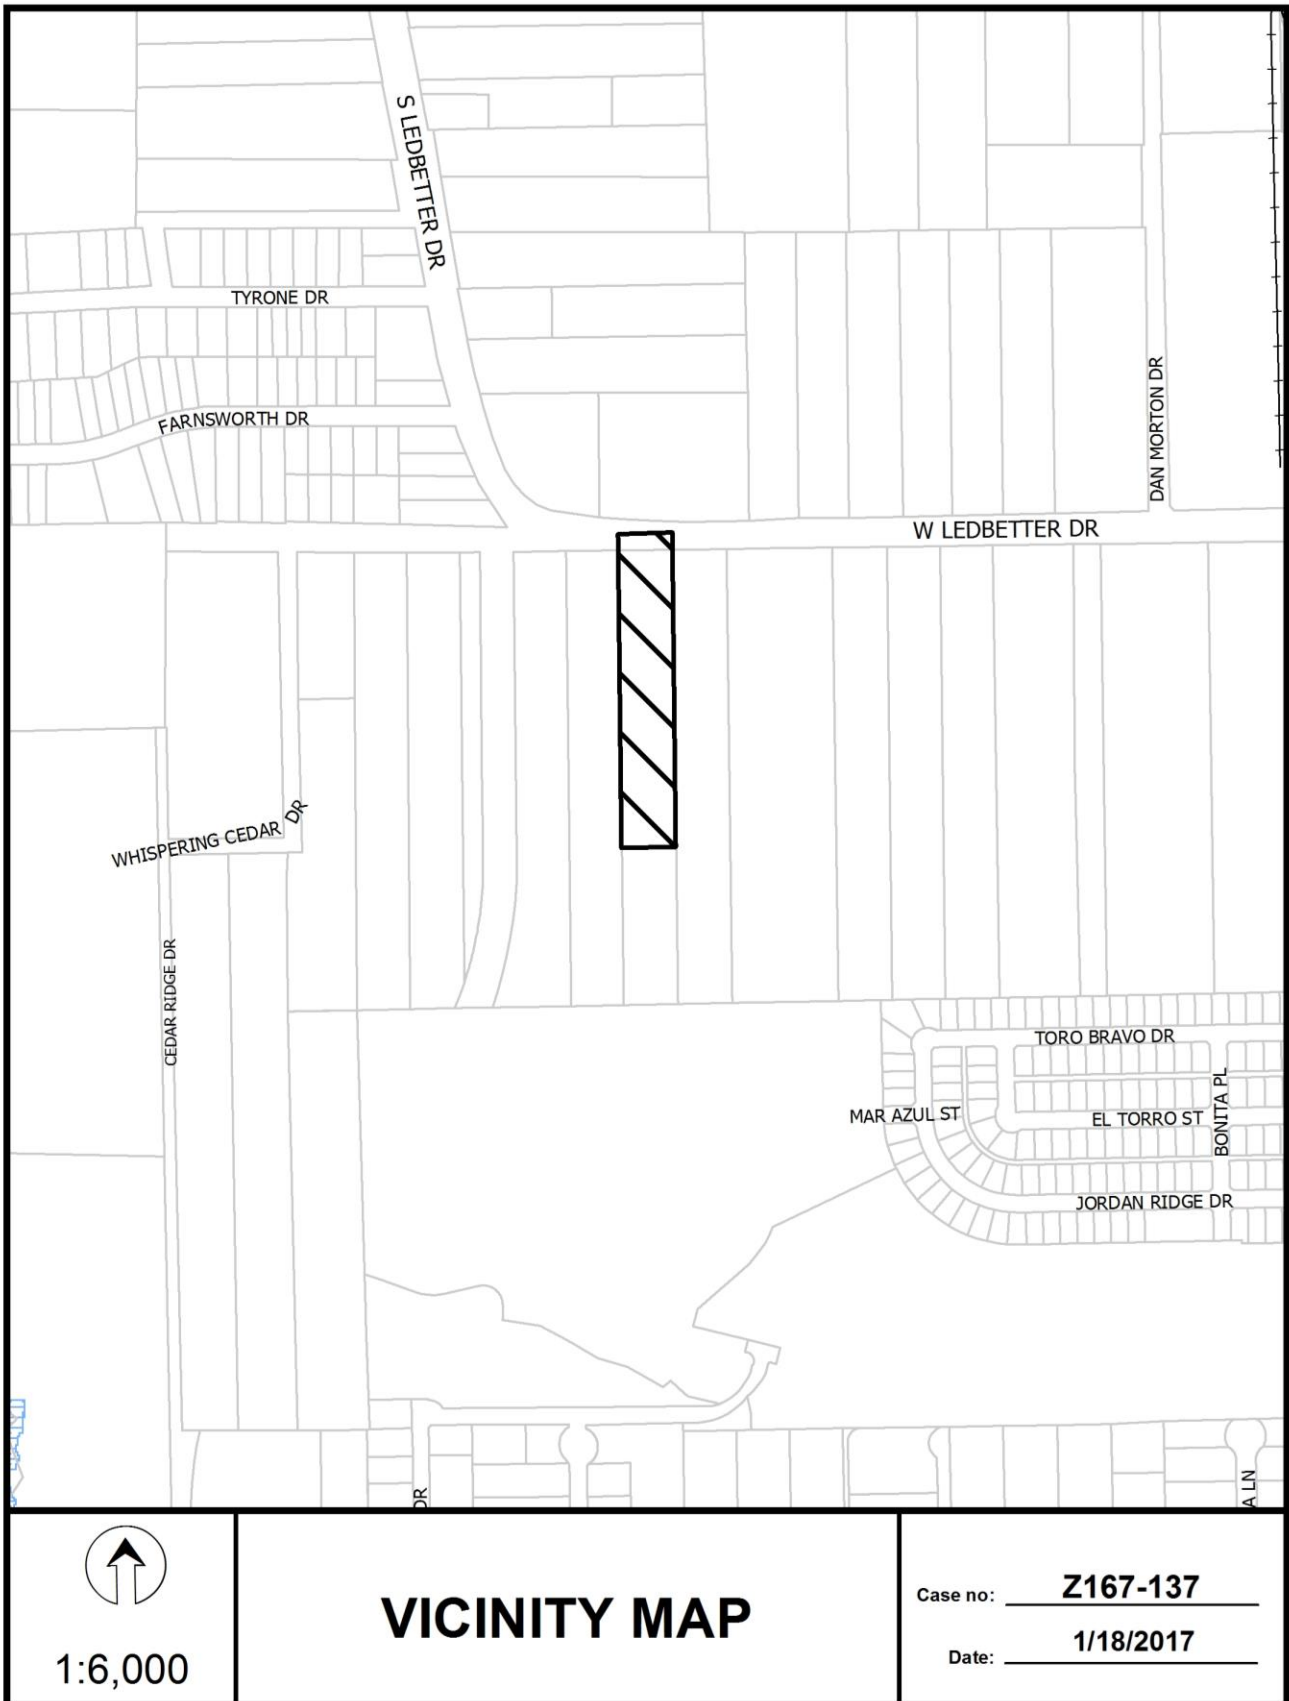 S LEDBETTER DR
TYRONE DR
FARNSWORTH DR
DAN MORTON DR
W LEDBETTER DR
WHISPERING CEDAR DR
CEDAR RIDGE DR
TORO BRAVO DR
MAR AZUL ST
EL TORRO ST
BONITA PL
JORDAN RIDGE DR
DR
A LN
1:6,000
VICINITY MAP
Case no: Z167-137
Date: 1/18/2017